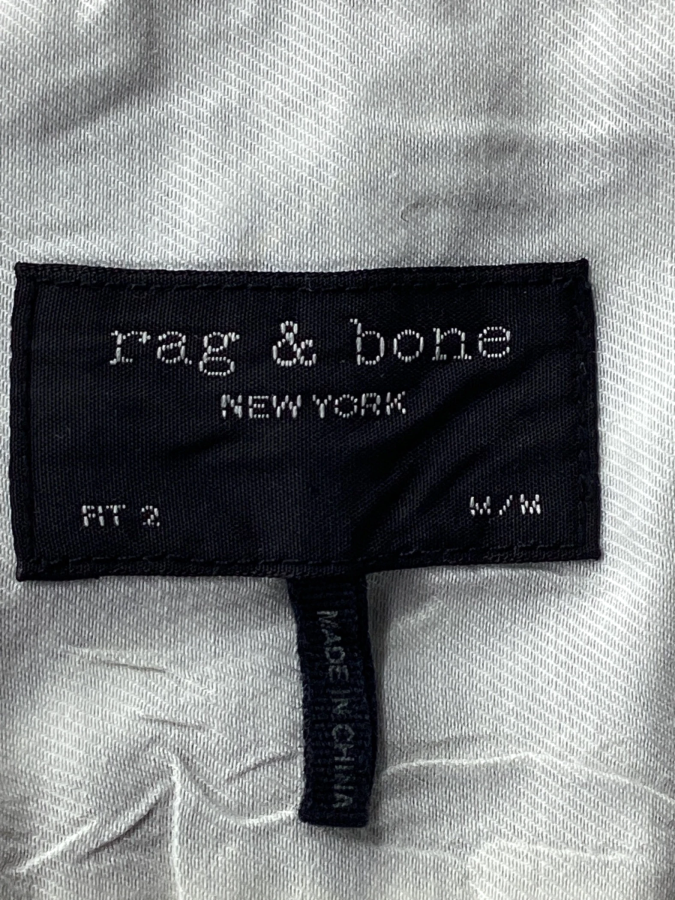 rag & bone
NEW YORK
FIT 2 M/M
MADE IN CHINA